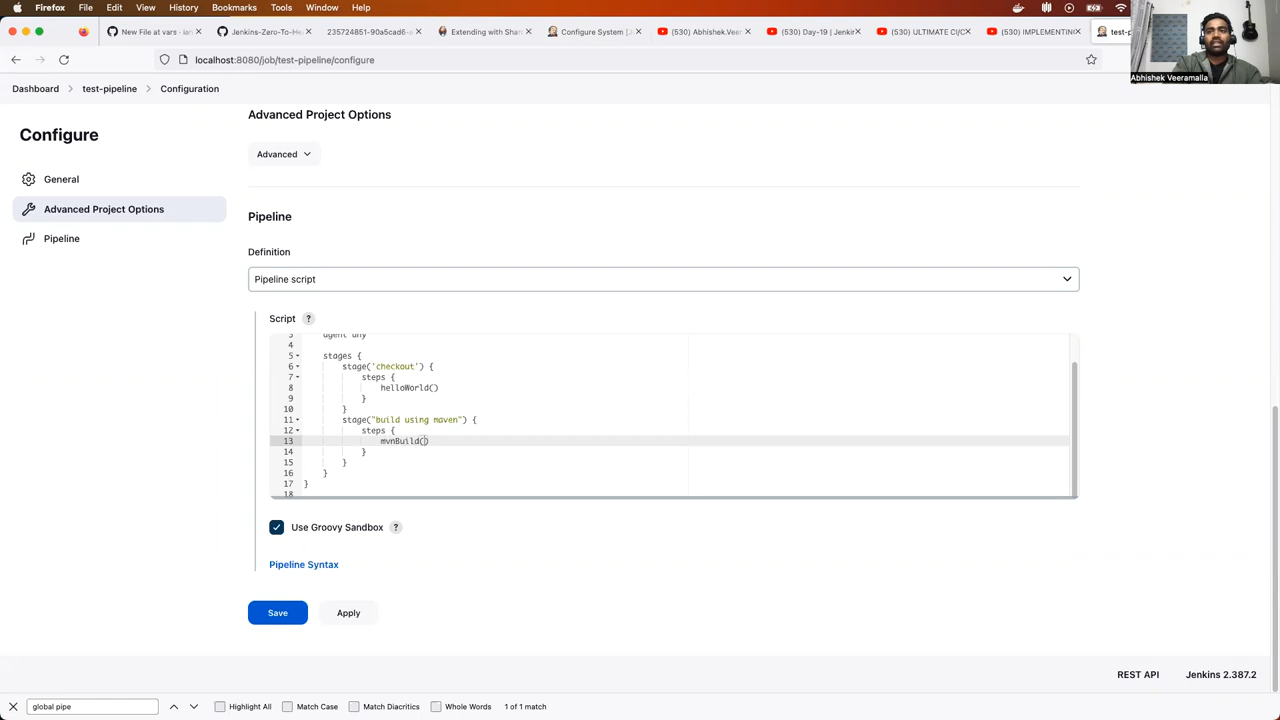 Firefox File Edit View History Bookmarks Tools Window Help
New File at vars · ian
Jenkins-Zero-To-He
235724851-90a5cad6-a
Extending with Shar
Configure System [J
(530) Abhishek.Veer
(530) Day-19 | Jenki
(530) ULTIMATE CI/C
(530) IMPLEMENTIN
test-p
localhost:8080/job/test-pipeline/configure
Abhishek Veeramalla
Dashboard > test-pipeline > Configuration
Configure
General
Advanced Project Options
Pipeline
Advanced Project Options
Advanced
Pipeline
Definition
Pipeline script
Script ?
3 agent any
4
5 stages {
6 stage('checkout') {
7 steps {
8 helloWorld()
9 }
10 }
11 stage("build using maven") {
12 steps {
13 mvnBuild()
14 }
15 }
16 }
17 }
18
Use Groovy Sandbox ?
Pipeline Syntax
Save
Apply
REST API Jenkins 2.387.2
global pipe
Highlight All Match Case Match Diacritics Whole Words 1 of 1 match